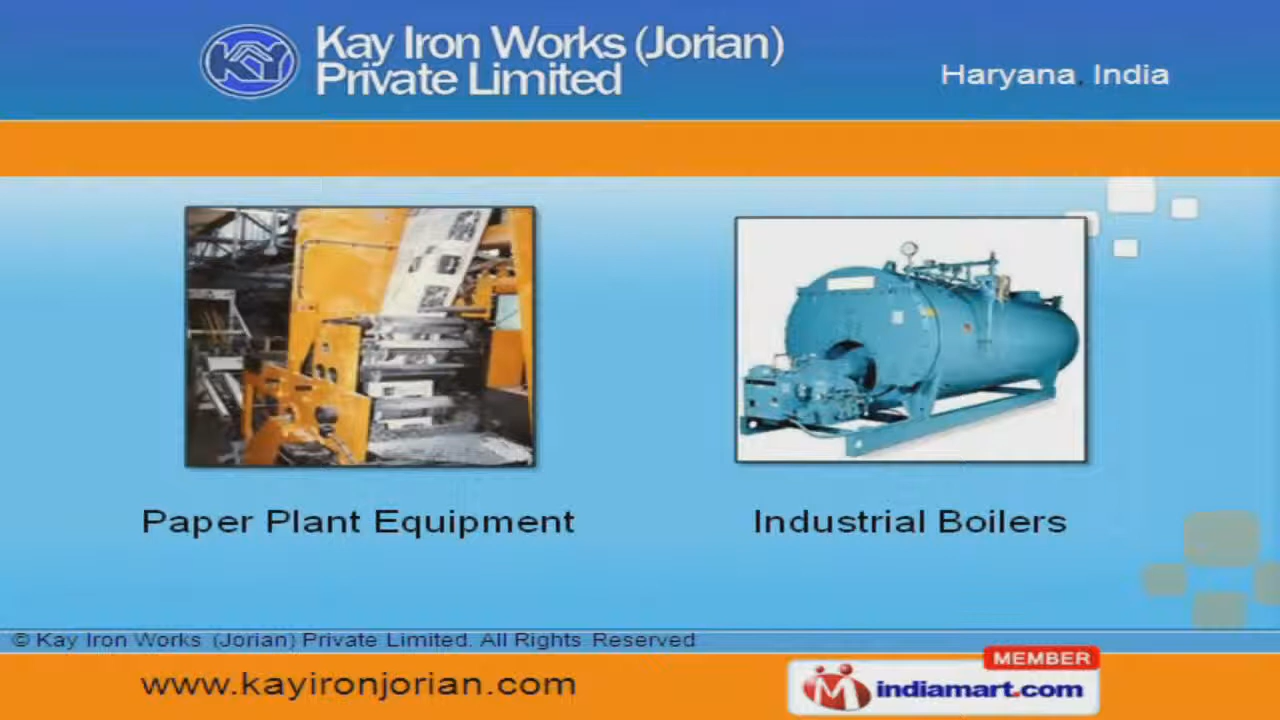 KY
Kay Iron Works (Jorian)
Private Limited
Haryana, India
Paper Plant Equipment
Industrial Boilers
© Kay Iron Works (Jorian) Private Limited. All Rights Reserved
www.kayironjorian.com
MEMBER
indiamart.com